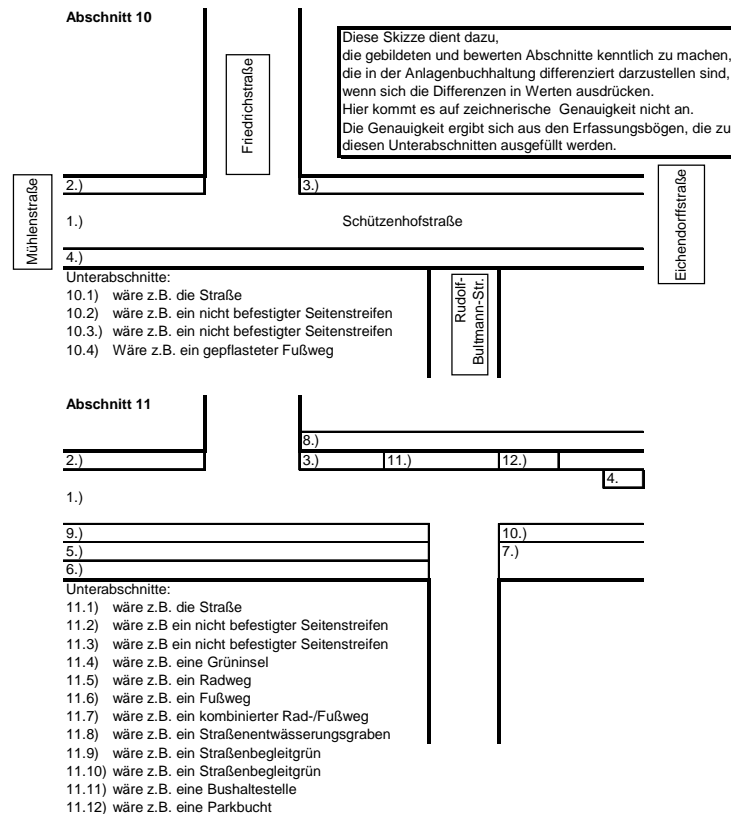 Abschnitt 10
Diese Skizze dient dazu,
die gebildeten und bewerten Abschnitte kenntlich zu machen,
die in der Anlagenbuchhaltung differenziert darzustellen sind,
wenn sich die Differenzen in Werten ausdrücken.
Hier kommt es auf zeichnerische Genauigkeit nicht an.
Die Genauigkeit ergibt sich aus den Erfassungsbögen, die zu
diesen Unterabschnitten ausgefüllt werden.
Friedrichstraße
Mühlenstraße
2.)
3.)
1.)
Schützenhofstraße
Eichendorffstraße
4.)
Unterabschnitte:
10.1) wäre z.B. die Straße
10.2) wäre z.B. ein nicht befestigter Seitenstreifen
10.3.) wäre z.B. ein nicht befestigter Seitenstreifen
10.4) Wäre z.B. ein gepflasteter Fußweg
Rudolf-
Bultmann-Str.
Abschnitt 11
8.)
2.)
3.)
11.)
12.)
4.
1.)
9.)
10.)
5.)
7.)
6.)
Unterabschnitte:
11.1) wäre z.B. die Straße
11.2) wäre z.B ein nicht befestigter Seitenstreifen
11.3) wäre z.B ein nicht befestigter Seitenstreifen
11.4) wäre z.B. eine Grüninsel
11.5) wäre z.B. ein Radweg
11.6) wäre z.B. ein Fußweg
11.7) wäre z.B. ein kombinierter Rad-/Fußweg
11.8) wäre z.B. ein Straßenentwässerungsgraben
11.9) wäre z.B. ein Straßenbegleitgrün
11.10) wäre z.B. ein Straßenbegleitgrün
11.11) wäre z.B. eine Bushaltestelle
11.12) wäre z.B. eine Parkbucht